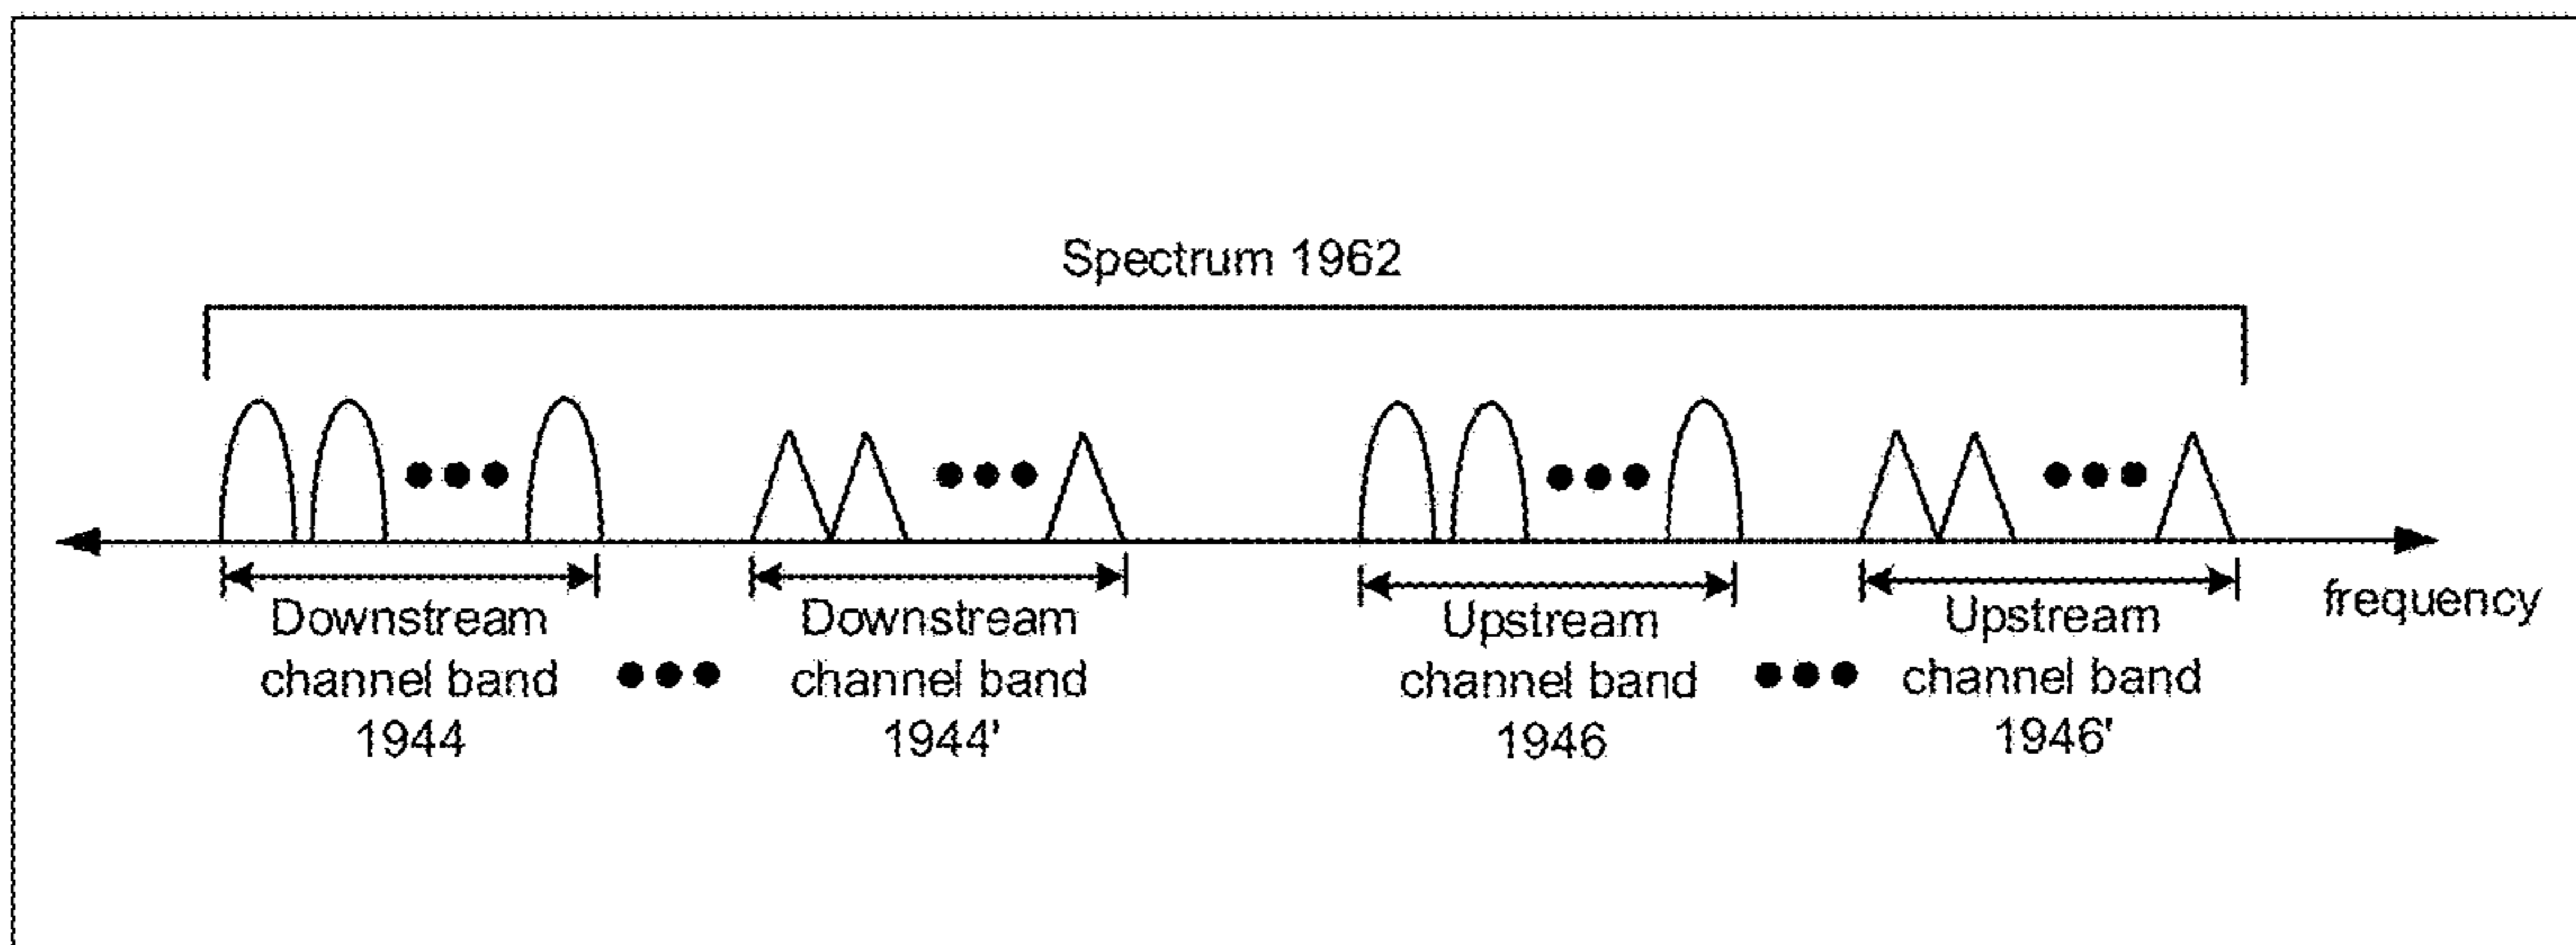 Spectrum 1962
frequency
Downstream
channel band
1944
Downstream
channel band
1944'
Upstream
channel band
1946
Upstream
channel band
1946'